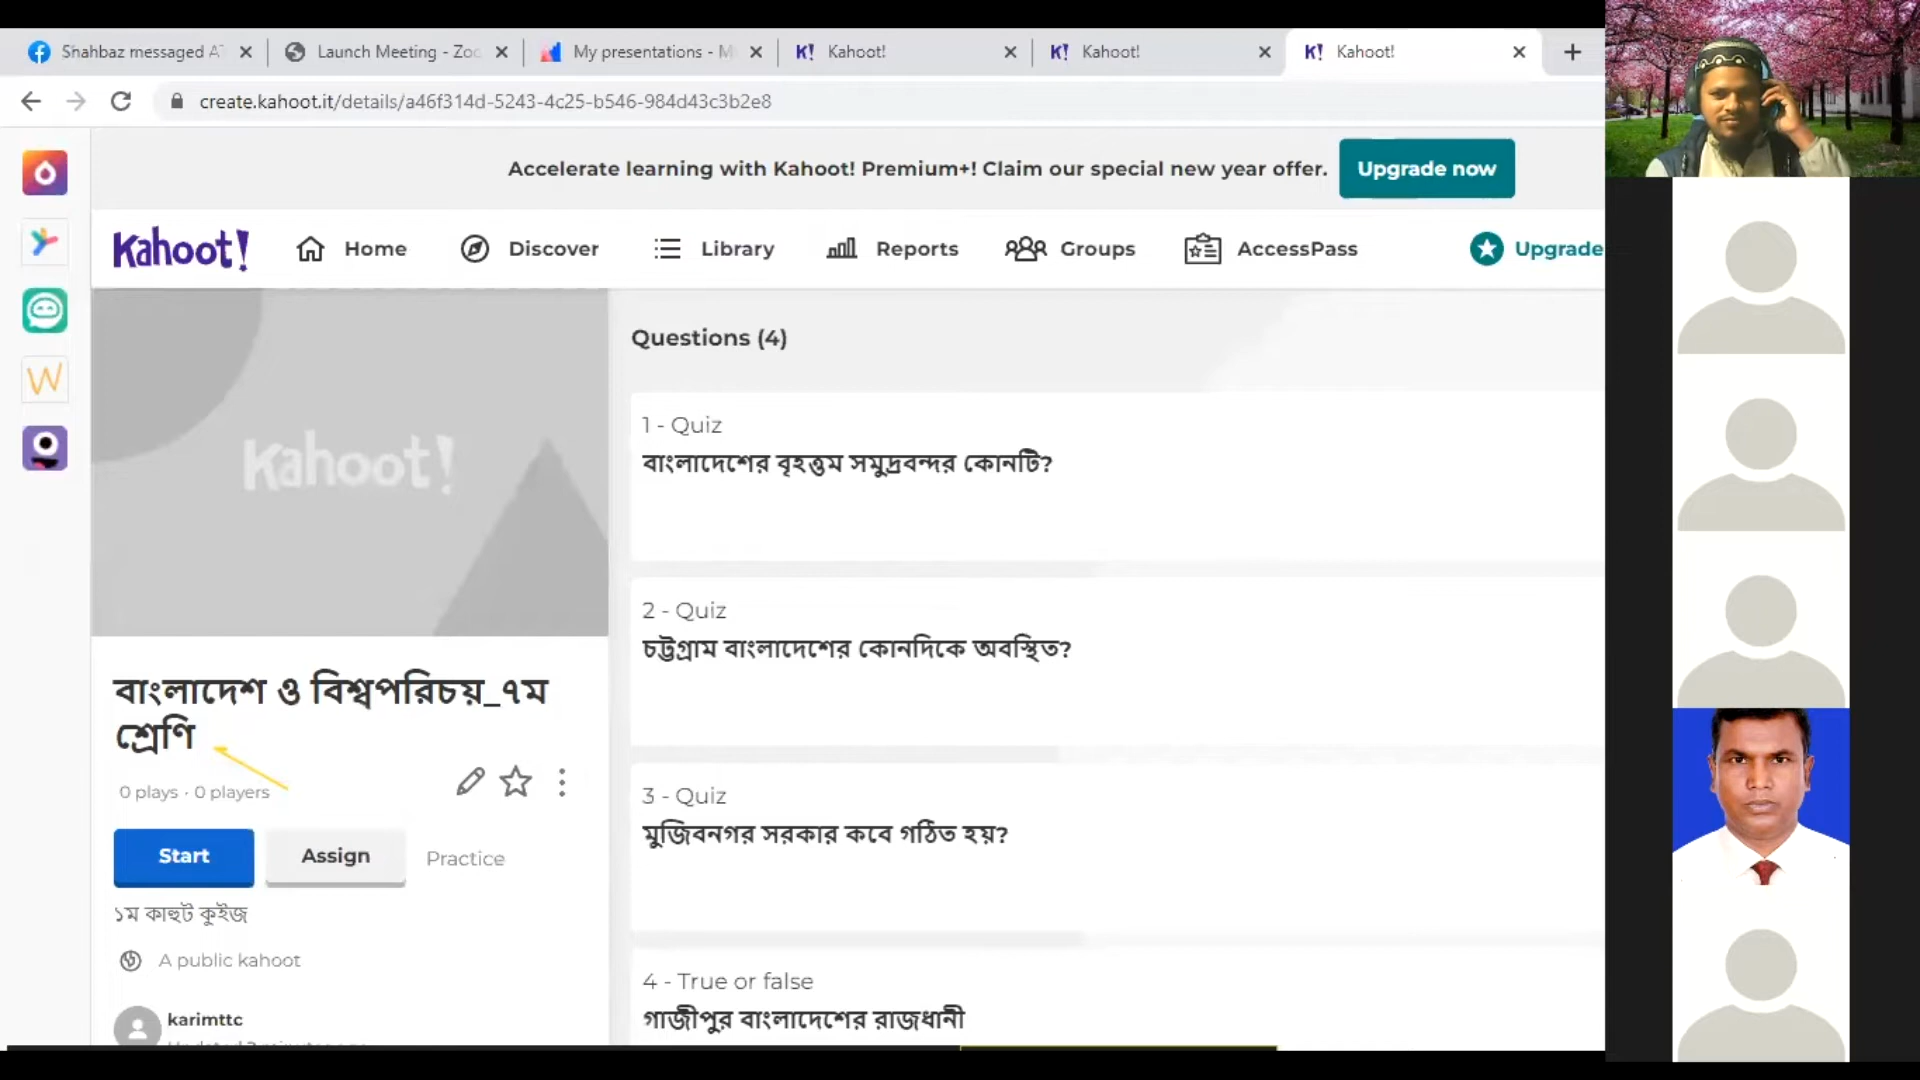 Shahbaz messaged
Launch Meeting - Zoo
My presentations - M
Kahoot!
Kahoot!
Kahoot!
create.kahoot.it/details/a46f314d-5243-4c25-b546-984d43c3b2e8
Accelerate learning with Kahoot! Premium+! Claim our special new year offer.
Upgrade now
Kahoot!
Home
Discover
Library
Reports
Groups
AccessPass
Upgrade
Kahoot!
Questions (4)
1 - Quiz
বাংলাদেশের বৃহত্তম সমুদ্রবন্দর কোনটি?
2 - Quiz
চট্টগ্রাম বাংলাদেশের কোনদিকে অবস্থিত?
3 - Quiz
মুজিবনগর সরকার কবে গঠিত হয়?
4 - True or false
গাজীপুর বাংলাদেশের রাজধানী
বাংলাদেশ ও বিশ্বপরিচয়_৭ম
শ্রেণি
0 plays · 0 players
Start
Assign
Practice
১ম কাহুট কুইজ
A public kahoot
karimttc